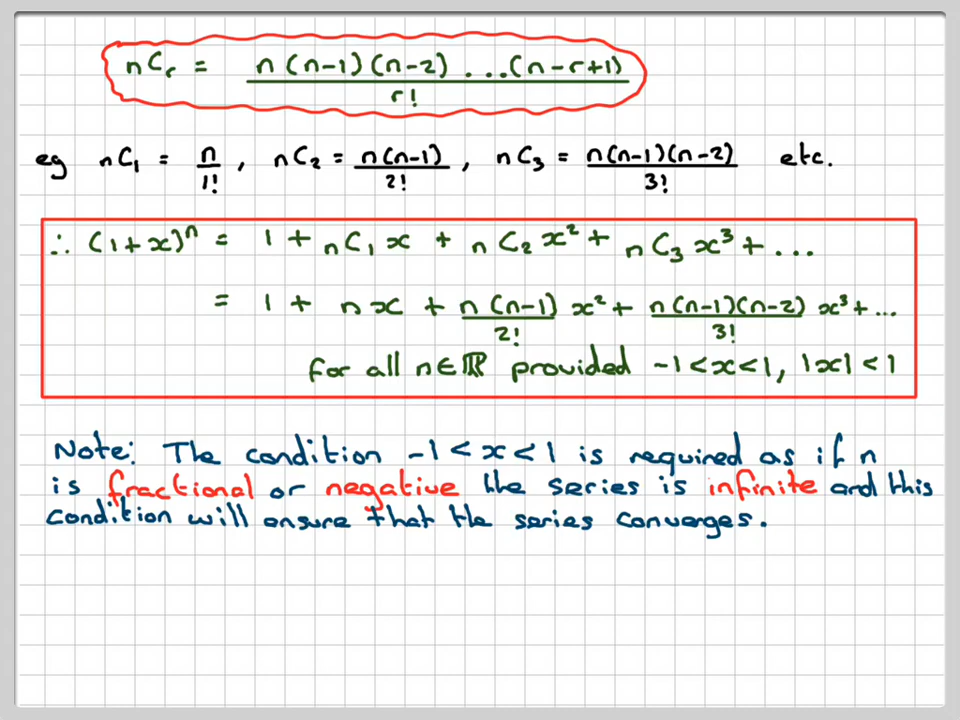 nCr = n(n-1)(n-2)...(n-r+1) / r!
eg nC1 = n/1!, nC2 = n(n-1)/2!, nC3 = n(n-1)(n-2)/3! etc.
∴ (1+x)ⁿ = 1 + nC1 x + nC2 x² + nC3 x³ + ...
= 1 + nx + n(n-1)/2! x² + n(n-1)(n-2)/3! x³ + ...
for all n∈ℝ provided -1<x<1, |x|<1
Note: The condition -1<x<1 is required as if n
is fractional or negative the series is infinite and this
condition will ensure that the series converges.